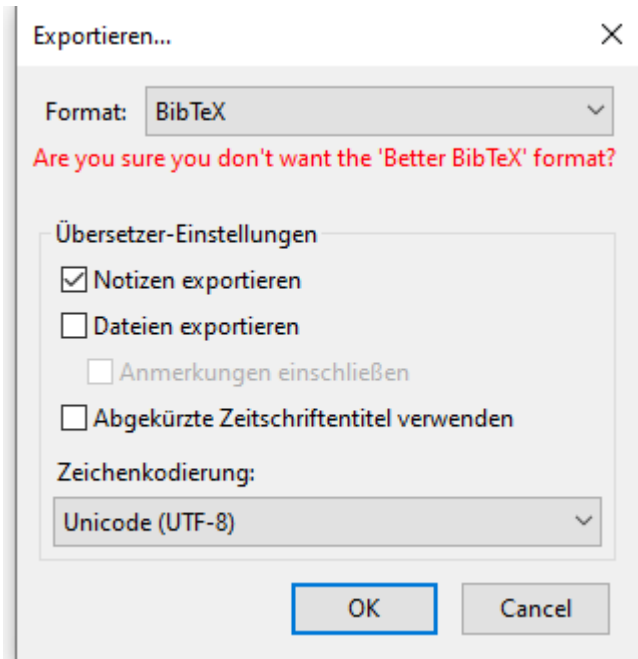 Exportieren...
Format: BibTeX
Are you sure you don't want the 'Better BibTeX' format?
Übersetzer-Einstellungen
Notizen exportieren
Dateien exportieren
Anmerkungen einschließen
Abgekürzte Zeitschriftentitel verwenden
Zeichenkodierung:
Unicode (UTF-8)
OK Cancel